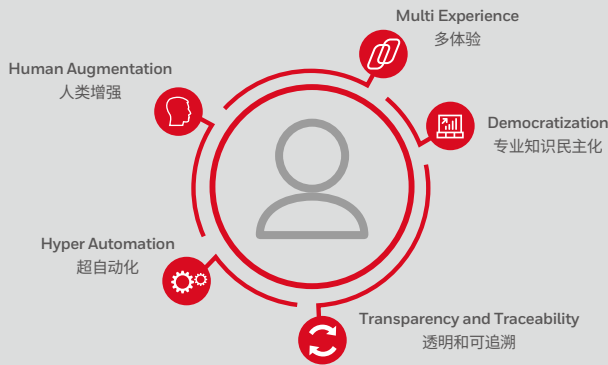 Multi Experience
多体验
Human Augmentation
人类增强
Democratization
专业知识民主化
Hyper Automation
超自动化
Transparency and Traceability
透明和可追溯